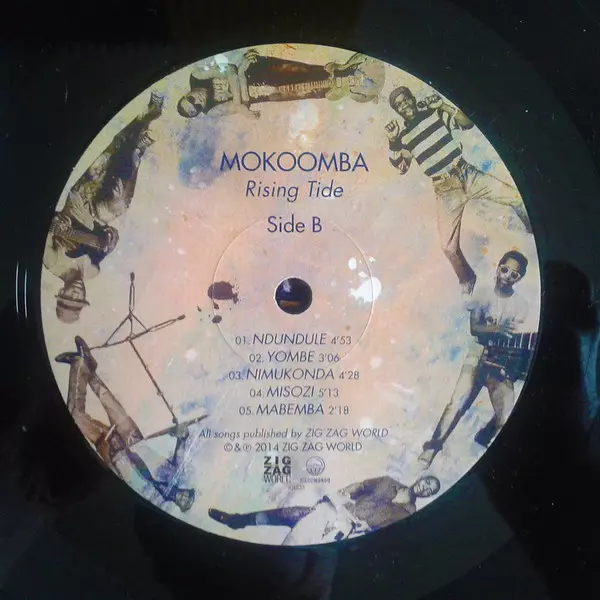 MOKOOMBA
Rising Tide
Side B
01. NDUNDULE 4'53
02. YOMBE 3'06
03. NIMUKONDA 4'28
04. MISOZI 5'13
05. MABEMBA 2'18
All songs published by ZIG ZAG WORLD
©&℗ 2014 ZIG ZAG WORLD
ZIG
ZAG
WORLD